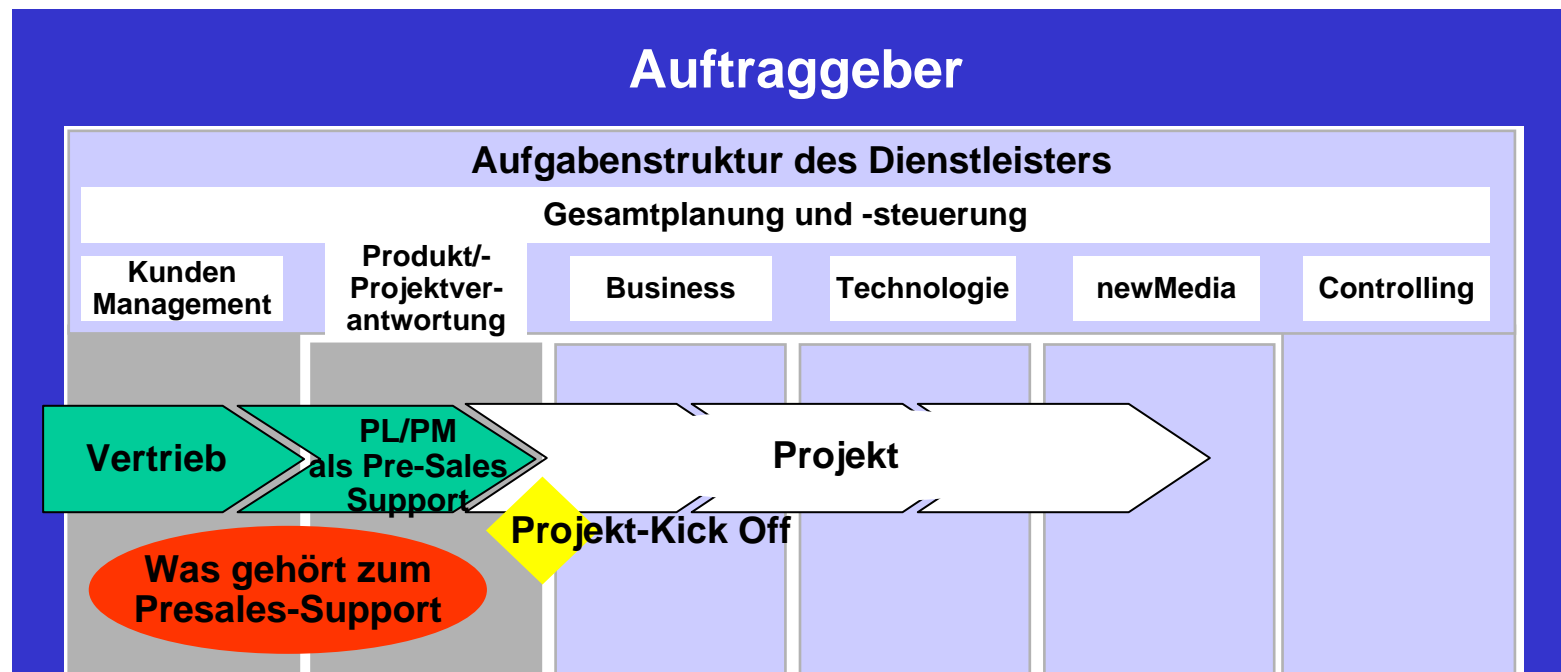 Auftraggeber
Aufgabenstruktur des Dienstleisters
Gesamtplanung und -steuerung
Kunden
Management
Produkt/-
Projektver-
antwortung
Business
Technologie
newMedia
Controlling
Vertrieb
PL/PM
als Pre-Sales
Support
Projekt
Projekt-Kick Off
Was gehört zum
Presales-Support